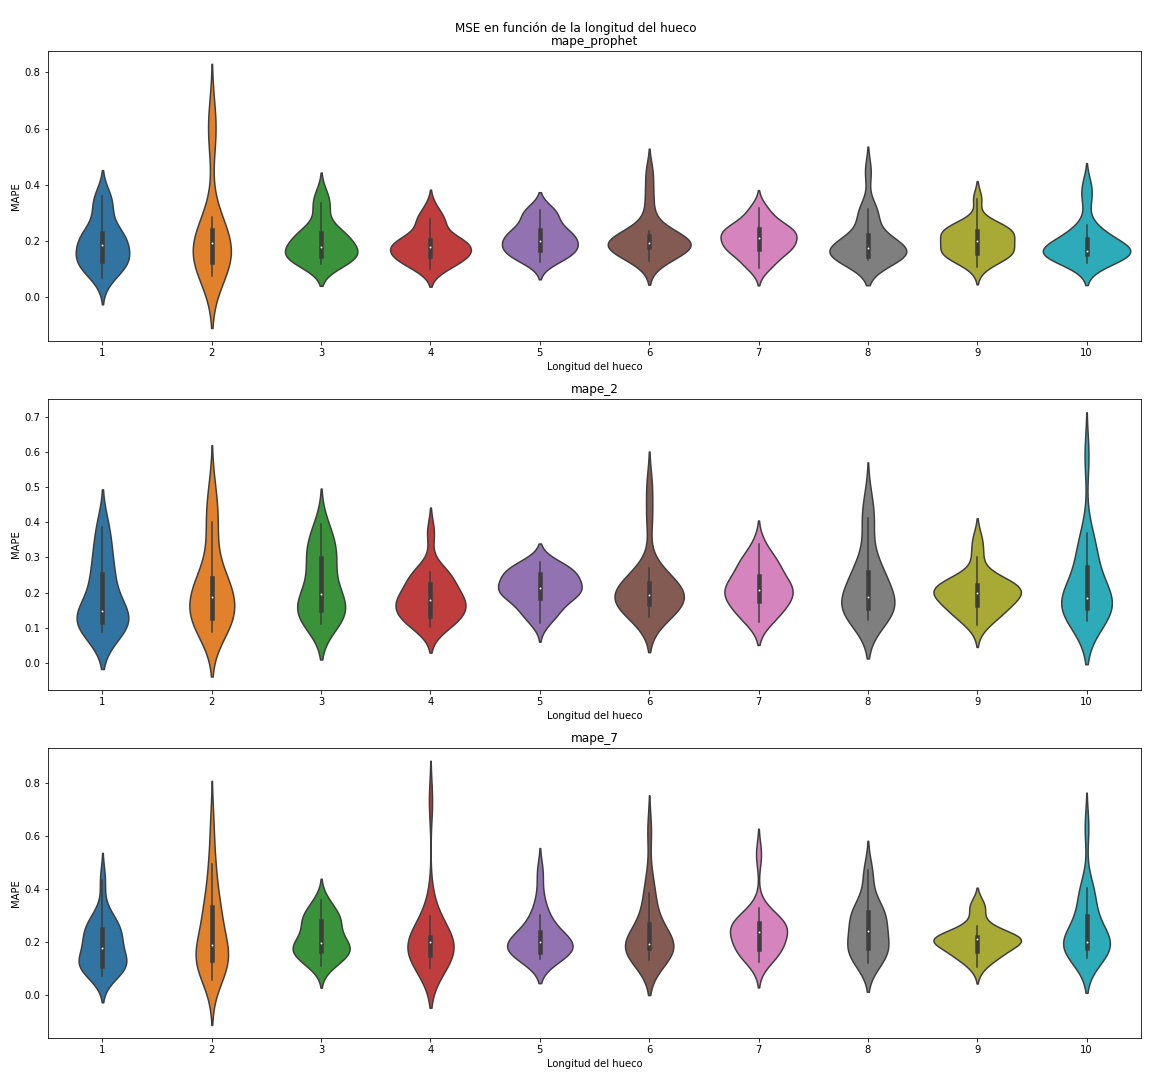 MSE en función de la longitud del hueco
mape_prophet
0.8
0.6
0.4
0.2
0.0
MAPE
1 2 3 4 5 6 7 8 9 10
Longitud del hueco
mape_2
0.7
0.6
0.5
0.4
0.3
0.2
0.1
0.0
MAPE
1 2 3 4 5 6 7 8 9 10
Longitud del hueco
mape_7
0.8
0.6
0.4
0.2
0.0
MAPE
1 2 3 4 5 6 7 8 9 10
Longitud del hueco